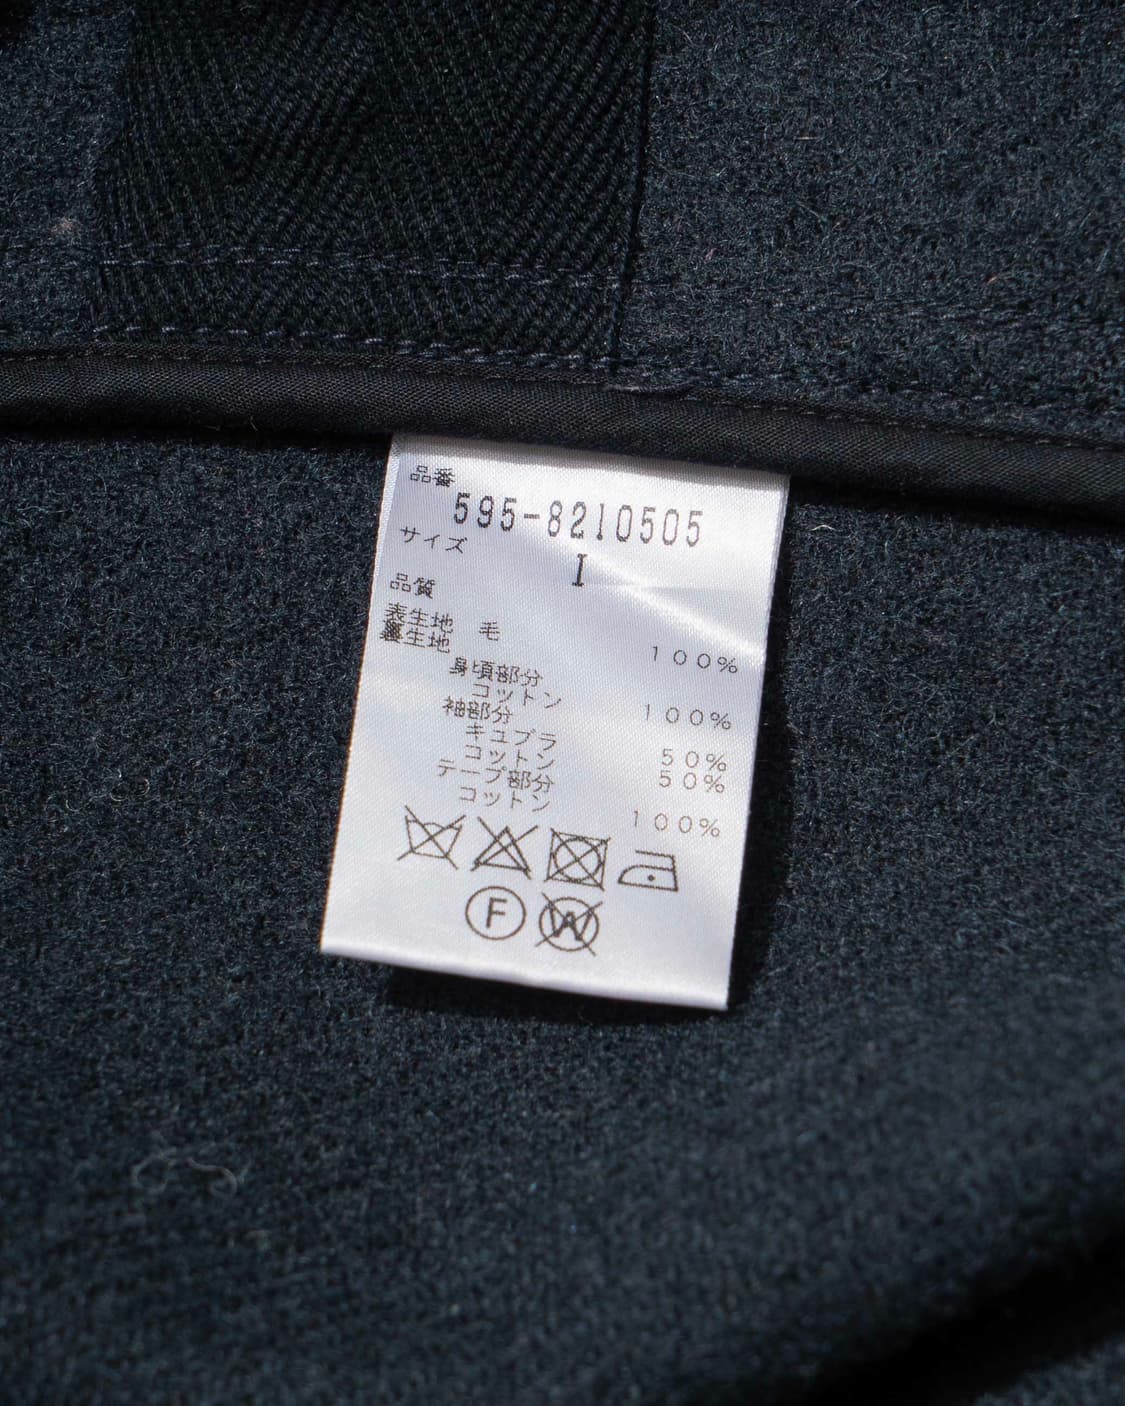 品番
595-8210505
サイズ
I
品質
表生地 毛 100%
裏生地
身頃部分
コットン 100%
袖部分
キュプラ 50%
コットン 50%
テープ部分
コットン 100%
F W